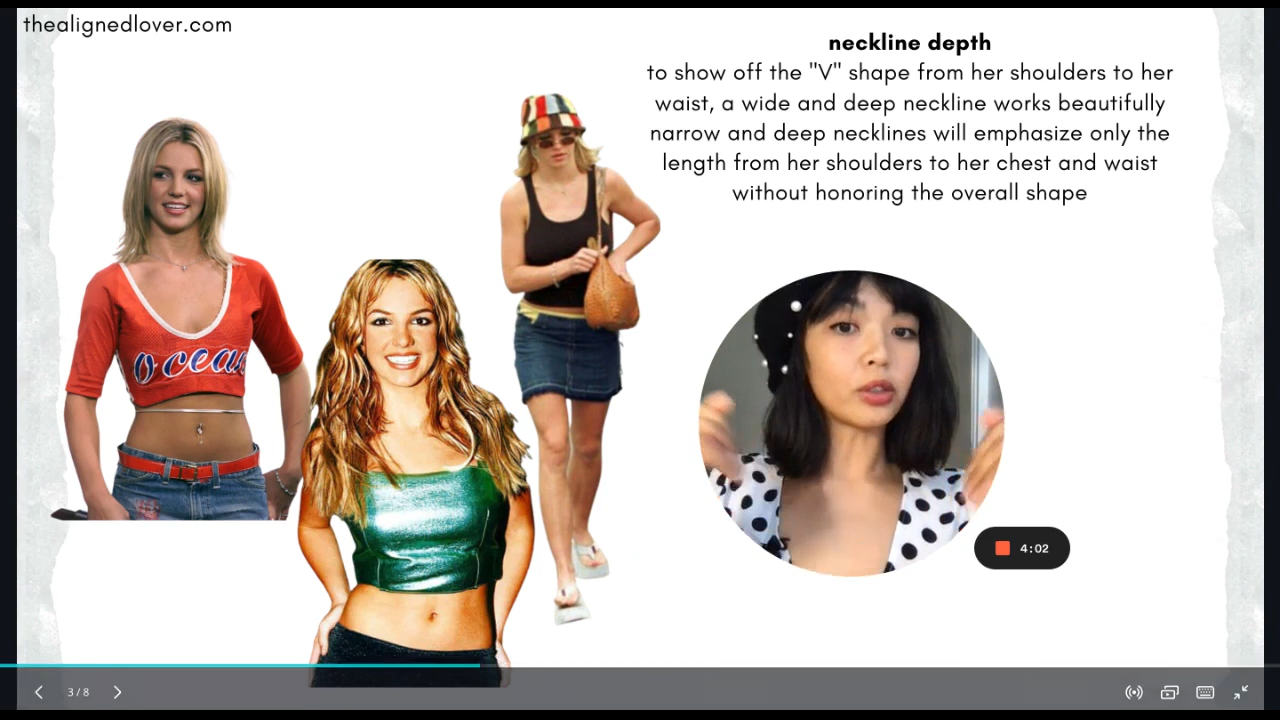 thealignedlover.com
neckline depth
to show off the "V" shape from her shoulders to her
waist, a wide and deep neckline works beautifully
narrow and deep necklines will emphasize only the
length from her shoulders to her chest and waist
without honoring the overall shape
ocean
4:02
3 / 8